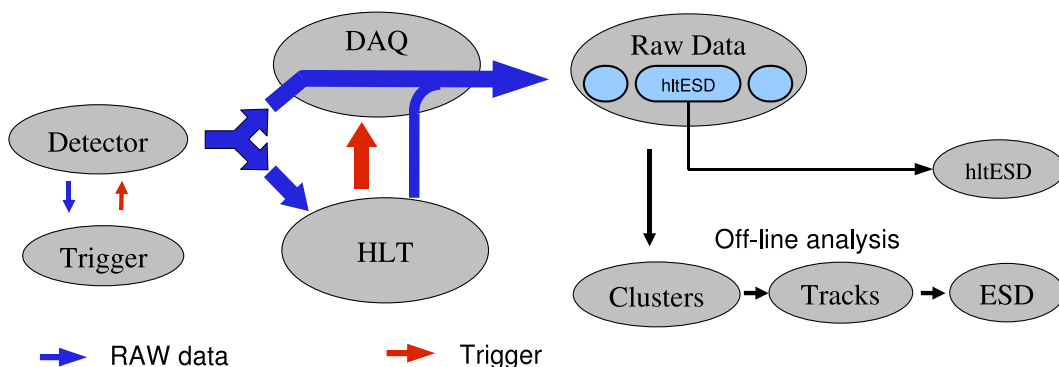 DAQ
Raw Data
hltESD
Detector
hltESD
Trigger
HLT
Off-line analysis
Clusters
Tracks
ESD
RAW data
Trigger